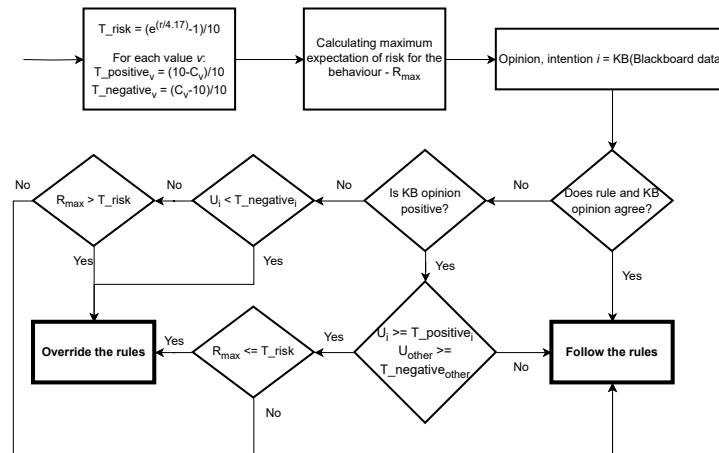 T_risk = (e^(r/4.17)-1)/10
For each value v:
T_positive_v = (10-C_v)/10
T_negative_v = (C_v-10)/10
Calculating maximum
expectation of risk for the
behaviour - R_max
Opinion, intention i = KB(Blackboard data
No
No
No
No
R_max > T_risk
U_i < T_negative_i
Is KB opinion
positive?
Does rule and KB
opinion agree?
Yes
Yes
Yes
Yes
Override the rules
Yes
R_max <= T_risk
Yes
U_i >= T_positive_i
U_other >=
T_negative_other
No
Follow the rules
No